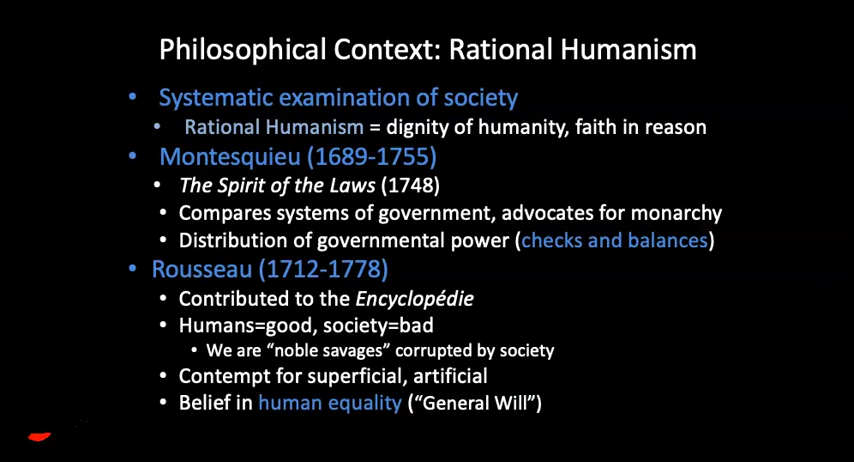 Philosophical Context: Rational Humanism
• Systematic examination of society
• Rational Humanism = dignity of humanity, faith in reason
• Montesquieu (1689-1755)
• The Spirit of the Laws (1748)
• Compares systems of government, advocates for monarchy
• Distribution of governmental power (checks and balances)
• Rousseau (1712-1778)
• Contributed to the Encyclopédie
• Humans=good, society=bad
• We are “noble savages” corrupted by society
• Contempt for superficial, artificial
• Belief in human equality (“General Will”)